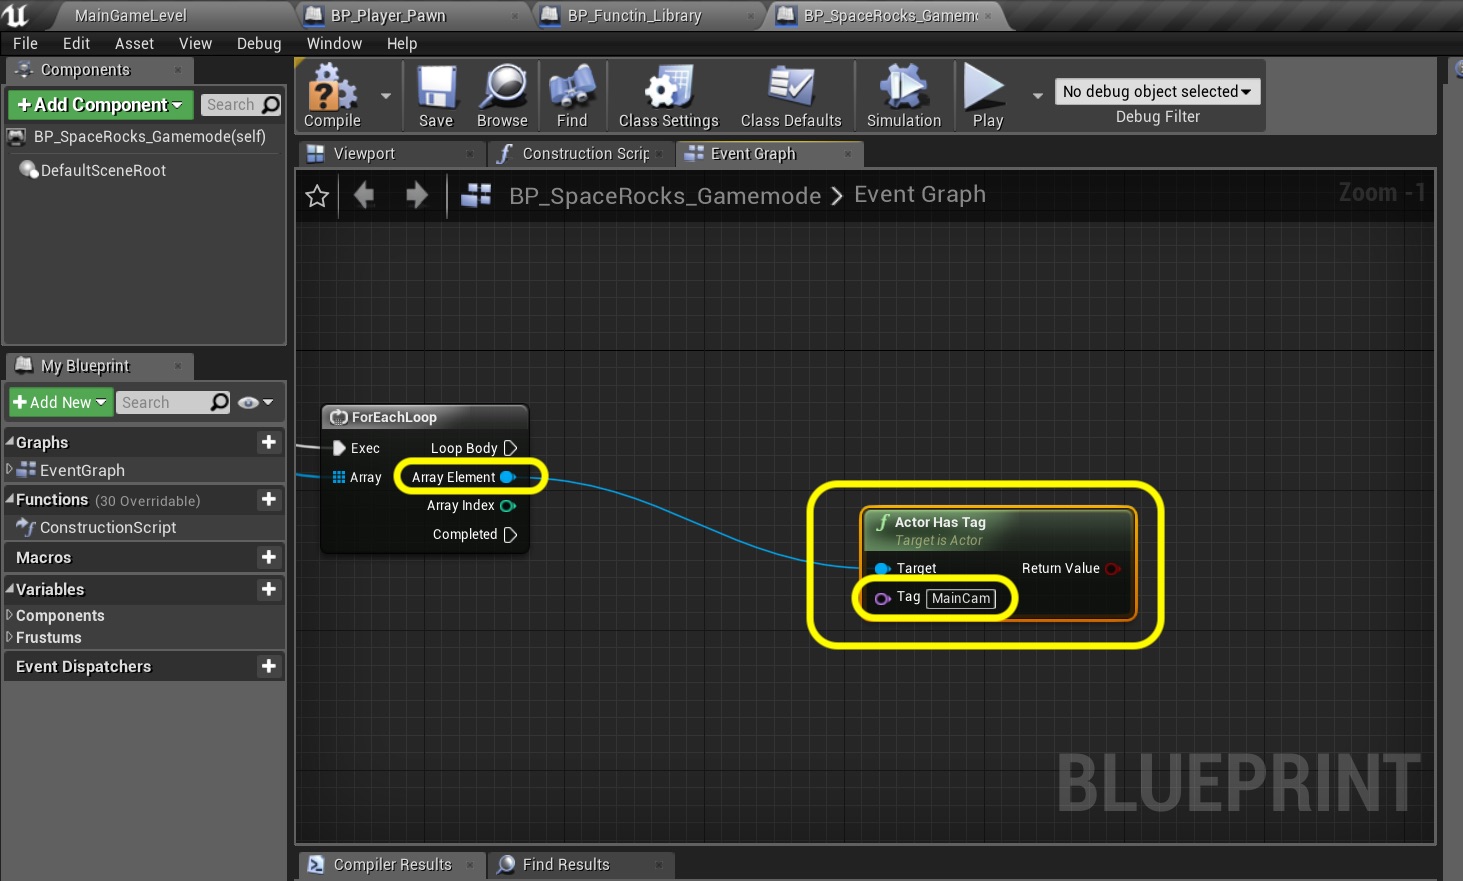 MainGameLevel
BP_Player_Pawn
BP_Functin_Library
BP_SpaceRocks_Gamem
File Edit Asset View Debug Window Help
Components
+Add Component
Search
BP_SpaceRocks_Gamemode(self)
DefaultSceneRoot
Compile
Save
Browse
Find
Class Settings
Class Defaults
Simulation
Play
No debug object selected
Debug Filter
Viewport
Construction Scrip
Event Graph
BP_SpaceRocks_Gamemode > Event Graph
Zoom -1
My Blueprint
+Add New
Search
Graphs
EventGraph
Functions (30 Overridable)
ConstructionScript
Macros
Variables
Components
Frustums
Event Dispatchers
ForEachLoop
Exec Loop Body
Array Array Element
Array Index
Completed
Actor Has Tag
Target is Actor
Target Return Value
Tag MainCam
BLUEPRINT
Compiler Results
Find Results